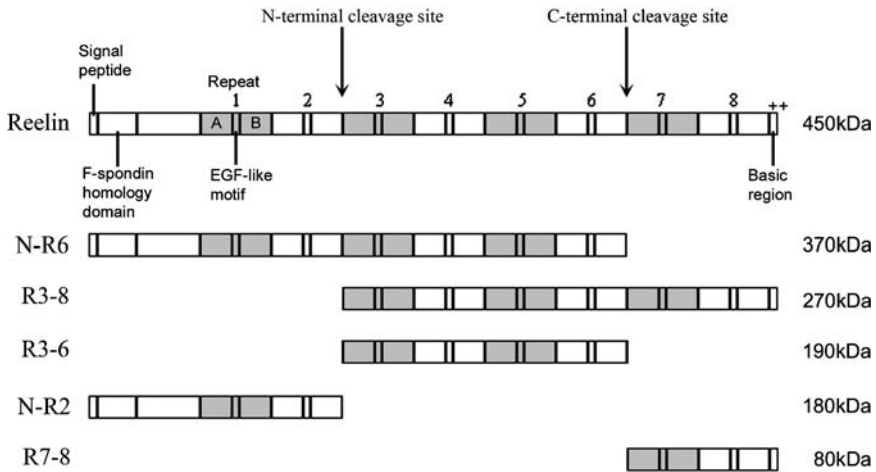 N-terminal cleavage site
C-terminal cleavage site
Signal
peptide
Repeat
1 2 3 4 5 6 7 8 ++
Reelin A B 450kDa
F-spondin
homology
domain
EGF-like
motif
Basic
region
N-R6 370kDa
R3-8 270kDa
R3-6 190kDa
N-R2 180kDa
R7-8 80kDa